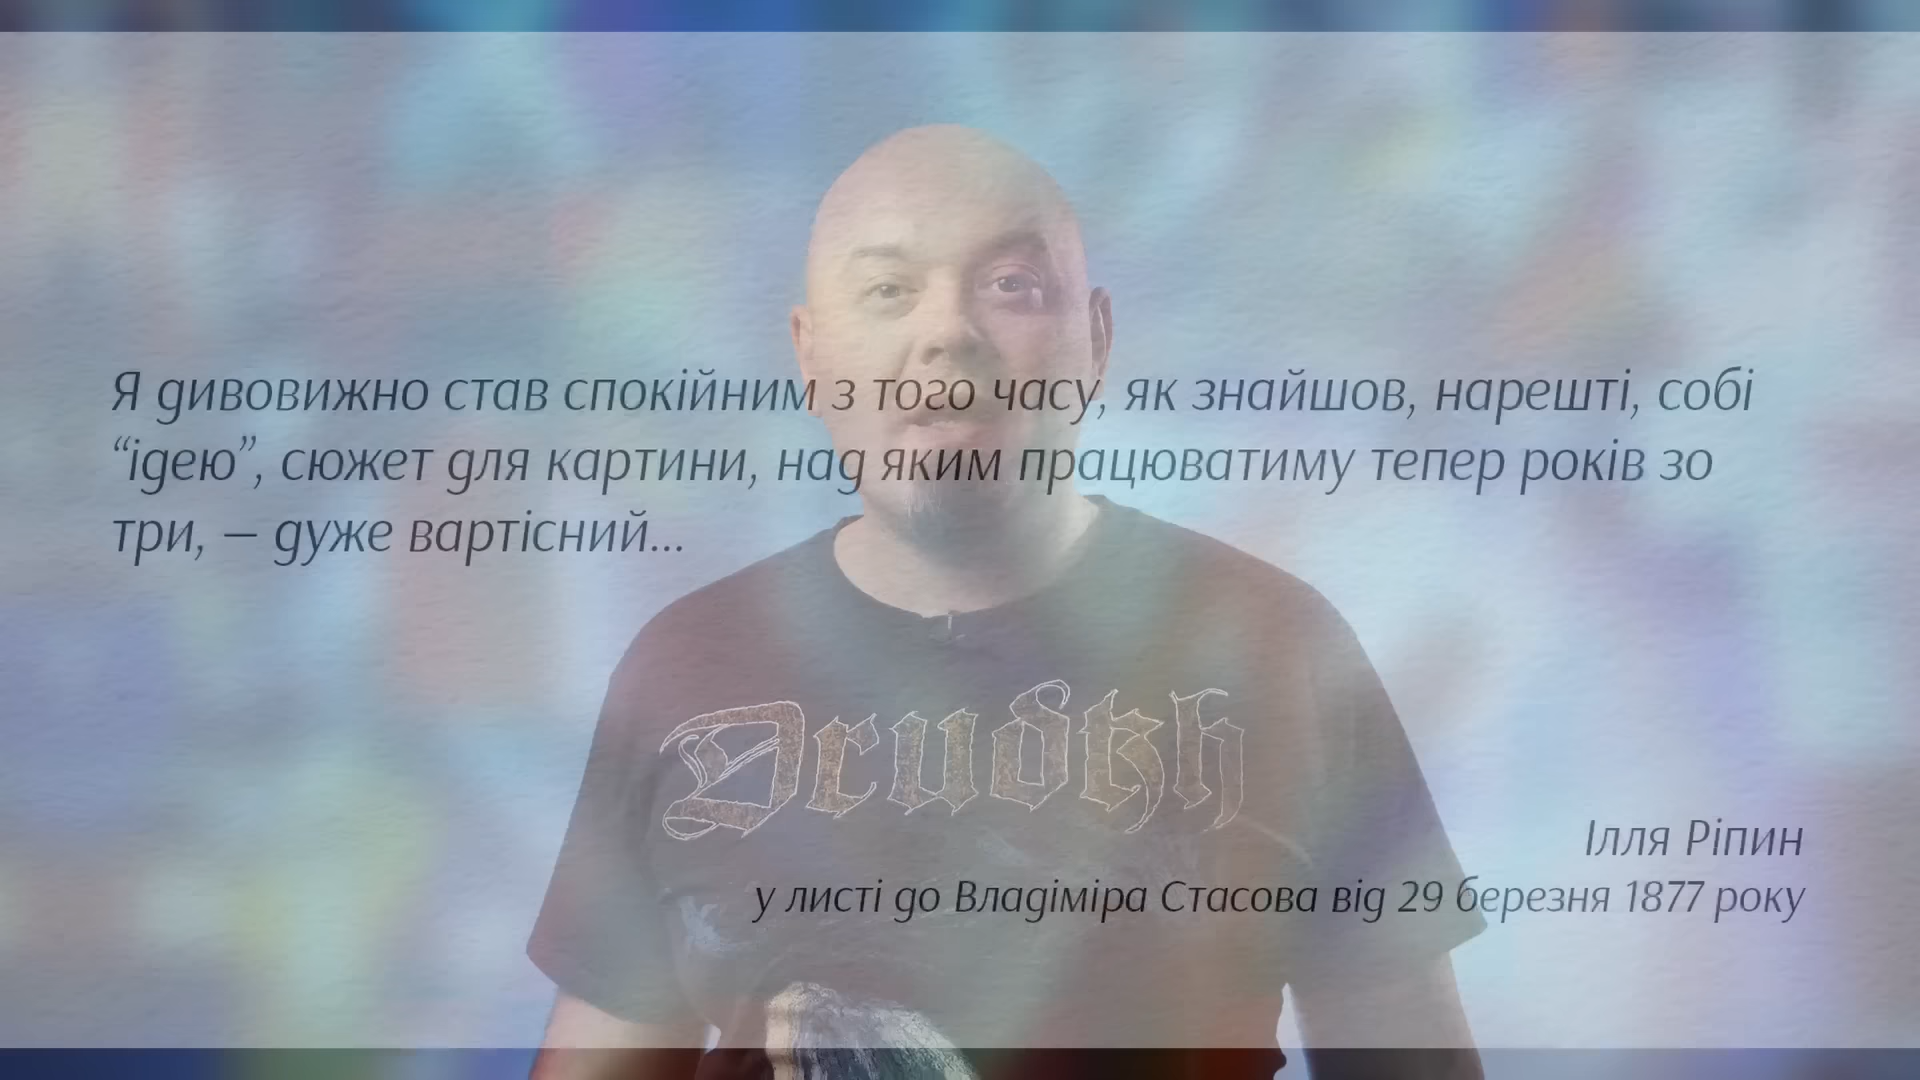 Я дивовижно став спокійним з того часу, як знайшов, нарешті, собі
“ідею”, сюжет для картини, над яким працюватиму тепер років зо
три, — дуже вартісний...
Drudkh
Ілля Ріпин
у листі до Владіміра Стасова від 29 березня 1877 року